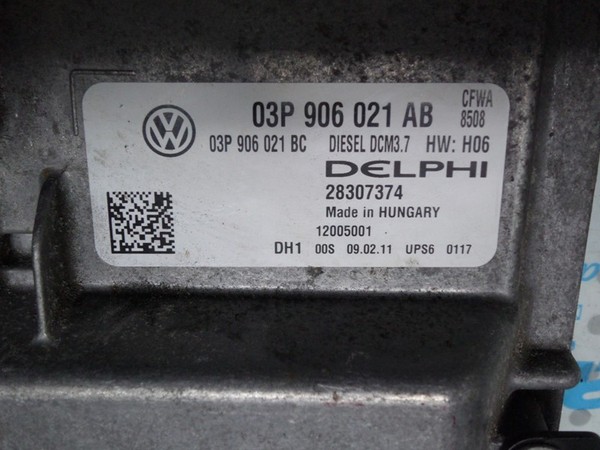 03P 906 021 AB CFWA 8508
03P 906 021 BC DIESEL DCM3.7 HW: H06
DELPHI
28307374
Made in HUNGARY
12005001
DH1 00S 09.02.11 UPS6 0117